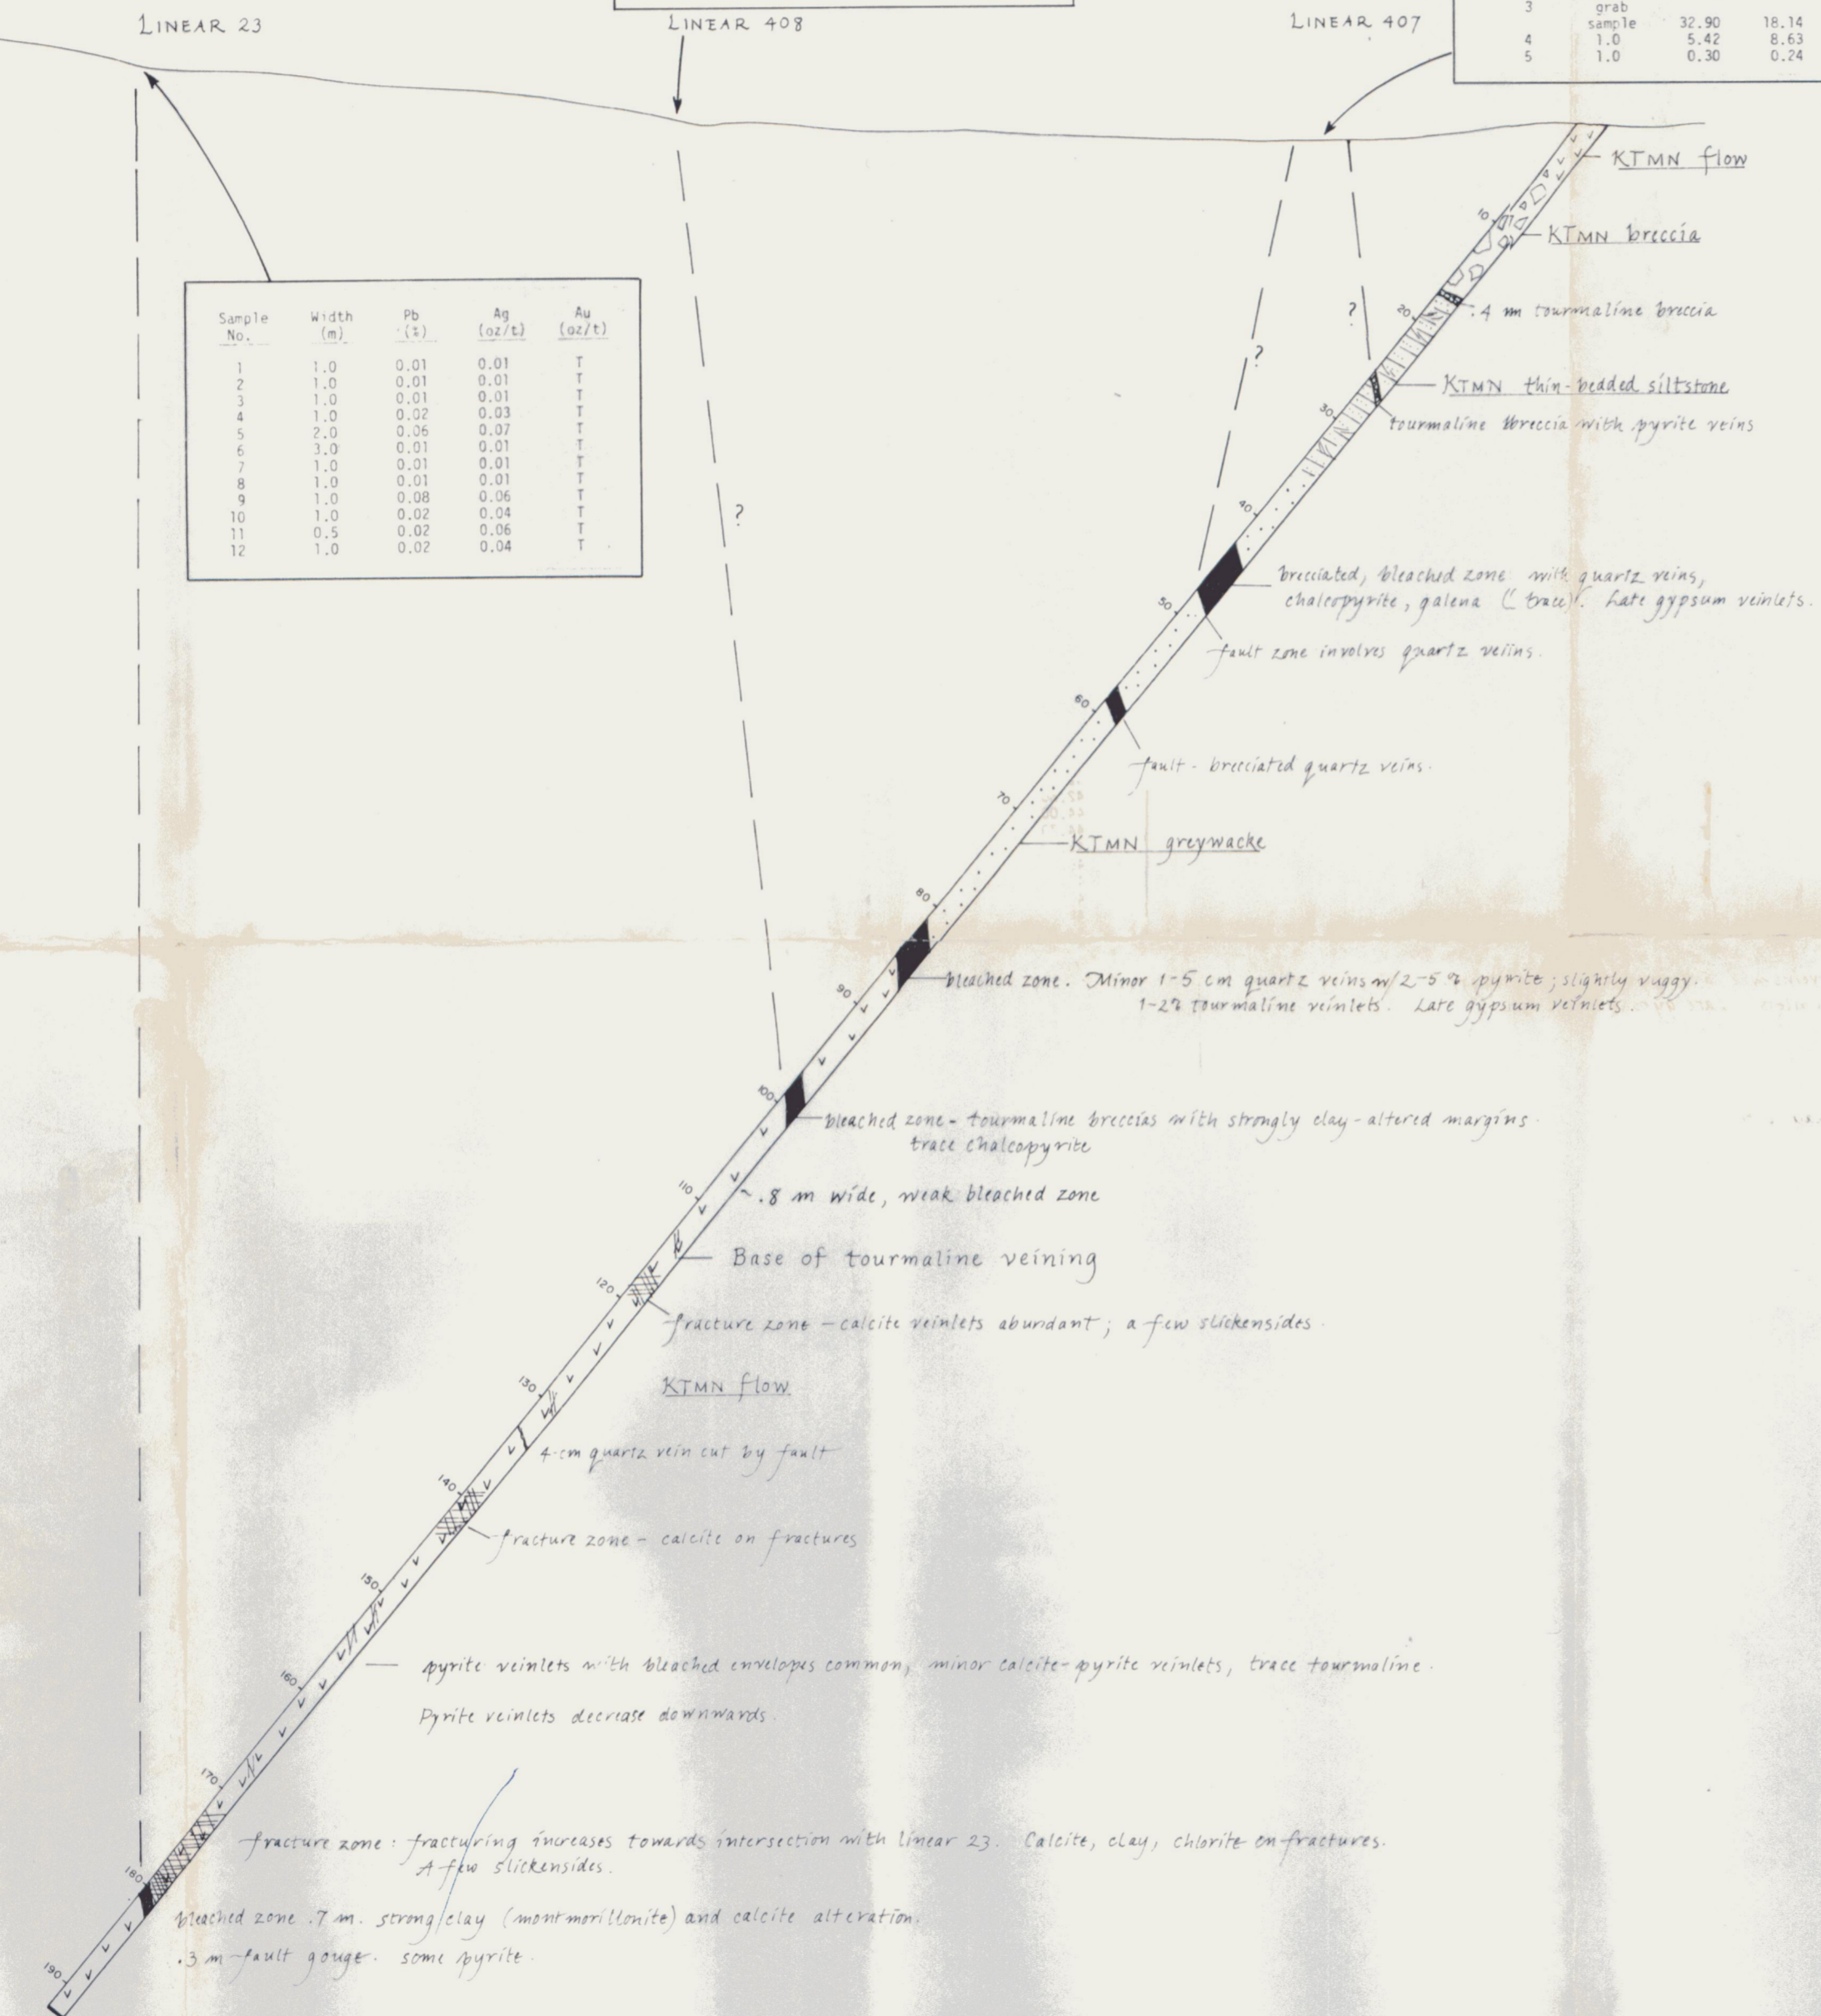 LINEAR 23
LINEAR 408
LINEAR 407
3 grab
sample 32.90 18.14
4 1.0 5.42 8.63
5 1.0 0.30 0.24
Sample Width Pb Ag Au
No. (m) (%) (oz/t) (oz/t)
1 1.0 0.01 0.01 T
2 1.0 0.01 0.01 T
3 1.0 0.01 0.01 T
4 1.0 0.02 0.03 T
5 2.0 0.06 0.07 T
6 3.0 0.01 0.01 T
7 1.0 0.01 0.01 T
8 1.0 0.01 0.01 T
9 1.0 0.08 0.06 T
10 1.0 0.02 0.04 T
11 0.5 0.02 0.06 T
12 1.0 0.02 0.04 T
KTMN flow
10
KTMN breccia
20
.4 m tourmaline breccia
?
?
KTMN thin-bedded siltstone
30
tourmaline breccia with pyrite veins
40
?
brecciated, bleached zone with quartz veins,
chalcopyrite, galena (trace). Late gypsum veinlets.
50
fault zone involves quartz veiins.
60
fault - brecciated quartz veins.
70
KTMN greywacke
80
bleached zone. Minor 1-5 cm quartz veins w/2-5% pyrite; slightly vuggy.
1-2% tourmaline veinlets. Late gypsum veinlets.
90
100
bleached zone - tourmaline breccias with strongly clay-altered margins.
trace chalcopyrite
110
~.8 m wide, weak bleached zone
Base of tourmaline veining
120
fracture zone - calcite veinlets abundant; a few slickensides.
130
KTMN flow
4-cm quartz vein cut by fault
140
fracture zone - calcite on fractures
150
pyrite veinlets with bleached envelopes common, minor calcite-pyrite veinlets, trace tourmaline.
160
Pyrite veinlets decrease downwards.
170
fracture zone: fracturing increases towards intersection with linear 23. Calcite, clay, chlorite on fractures.
A few slickensides.
180
bleached zone .7 m. strong clay (montmorillonite) and calcite alteration.
.3 m fault gouge. some pyrite.
190